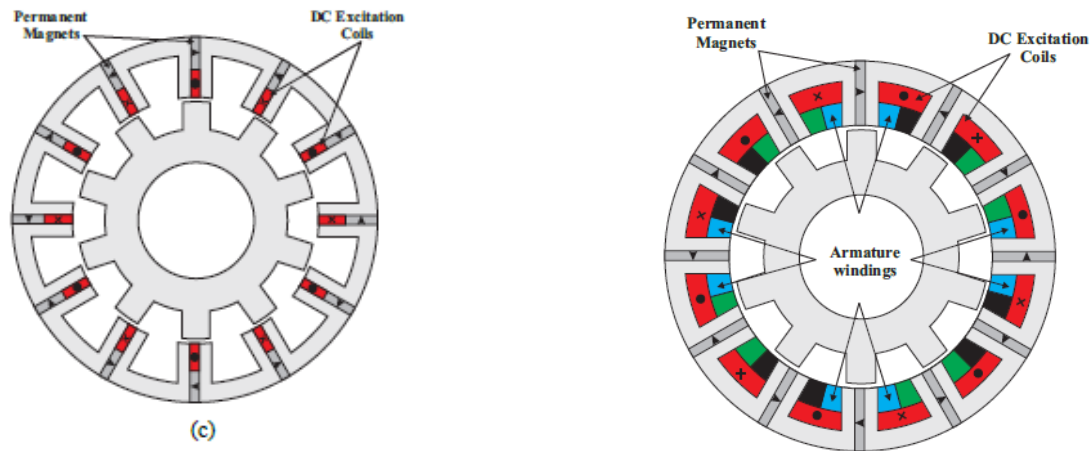 Permanent
Magnets
DC Excitation
Coils
(c)
Permanent
Magnets
DC Excitation
Coils
Armature
windings